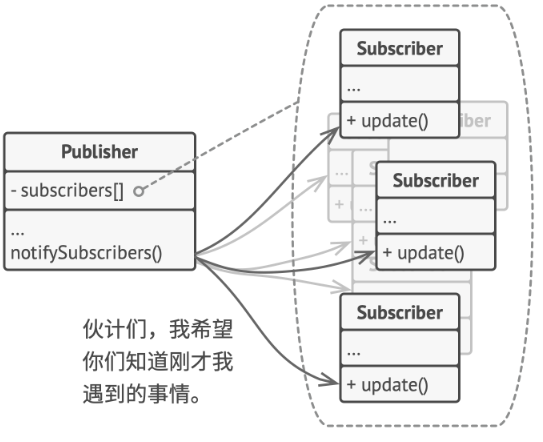 Subscriber
...
+ update()
Publisher
- subscribers[]
...
notifySubscribers()
Subscriber
...
+ update()
Subscriber
...
+ update()
伙计们，我希望
你们知道刚才我
遇到的事情。